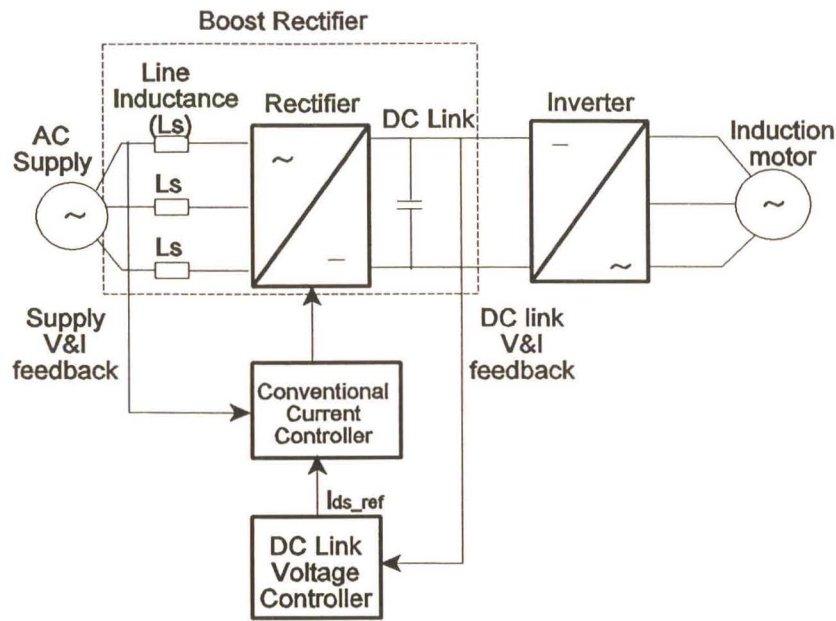 Boost Rectifier
Line
Inductance
(Ls)
Rectifier
DC Link
Inverter
Induction
motor
AC
Supply
~
~
–
–
~
~
Ls
Ls
Supply
V&I
feedback
DC link
V&I
feedback
Conventional
Current
Controller
Ids_ref
DC Link
Voltage
Controller